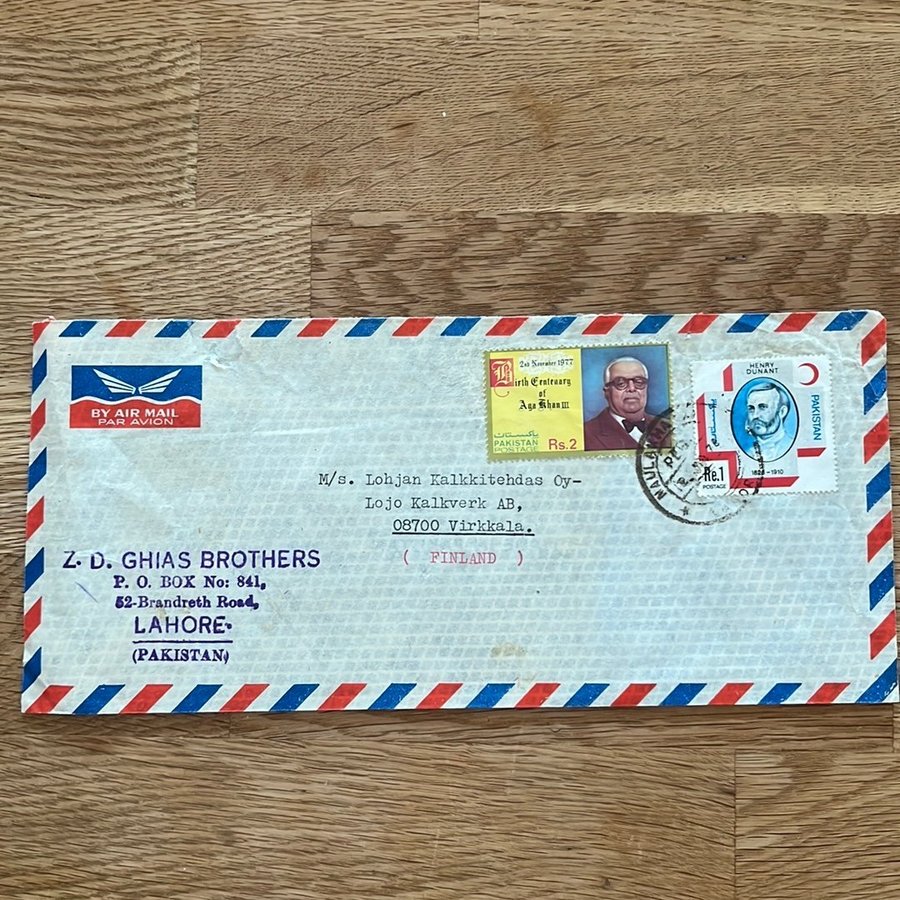 BY AIR MAIL
PAR AVION
2nd November 1977
Birth Centenary
of
Aga Khan III
پاکستان
PAKISTAN
POSTAGE
Rs.2
HENRY
DUNANT
PAKISTAN
Re.1
POSTAGE
1828-1910
M/s. Lohjan Kalkkitehdas Oy-
Lojo Kalkverk AB,
08700 Virkkala.
( FINLAND )
Z. D. GHIAS BROTHERS
P. O. BOX No: 841,
52-Brandreth Road,
LAHORE.
(PAKISTAN)